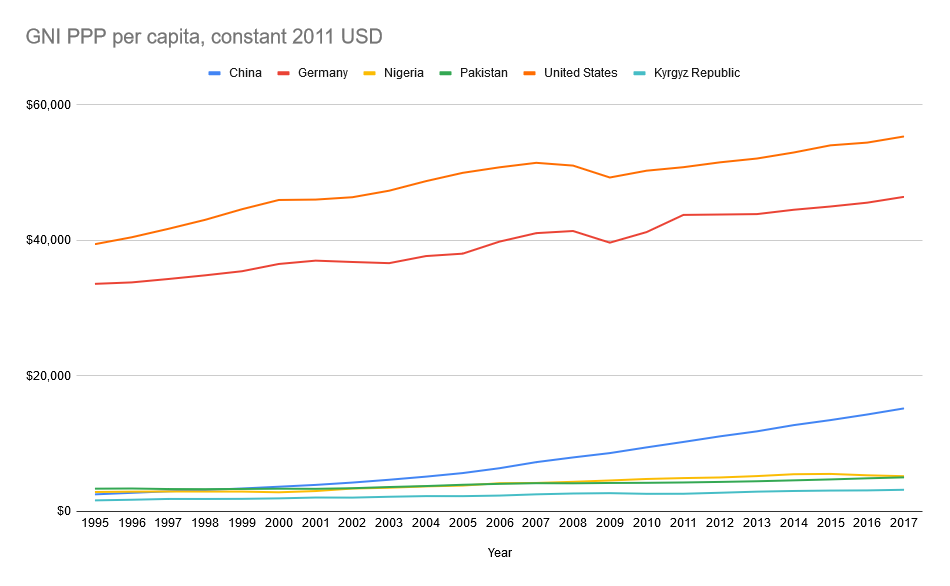 GNI PPP per capita, constant 2011 USD
China Germany Nigeria Pakistan United States Kyrgyz Republic
$60,000
$40,000
$20,000
$0
1995 1996 1997 1998 1999 2000 2001 2002 2003 2004 2005 2006 2007 2008 2009 2010 2011 2012 2013 2014 2015 2016 2017
Year